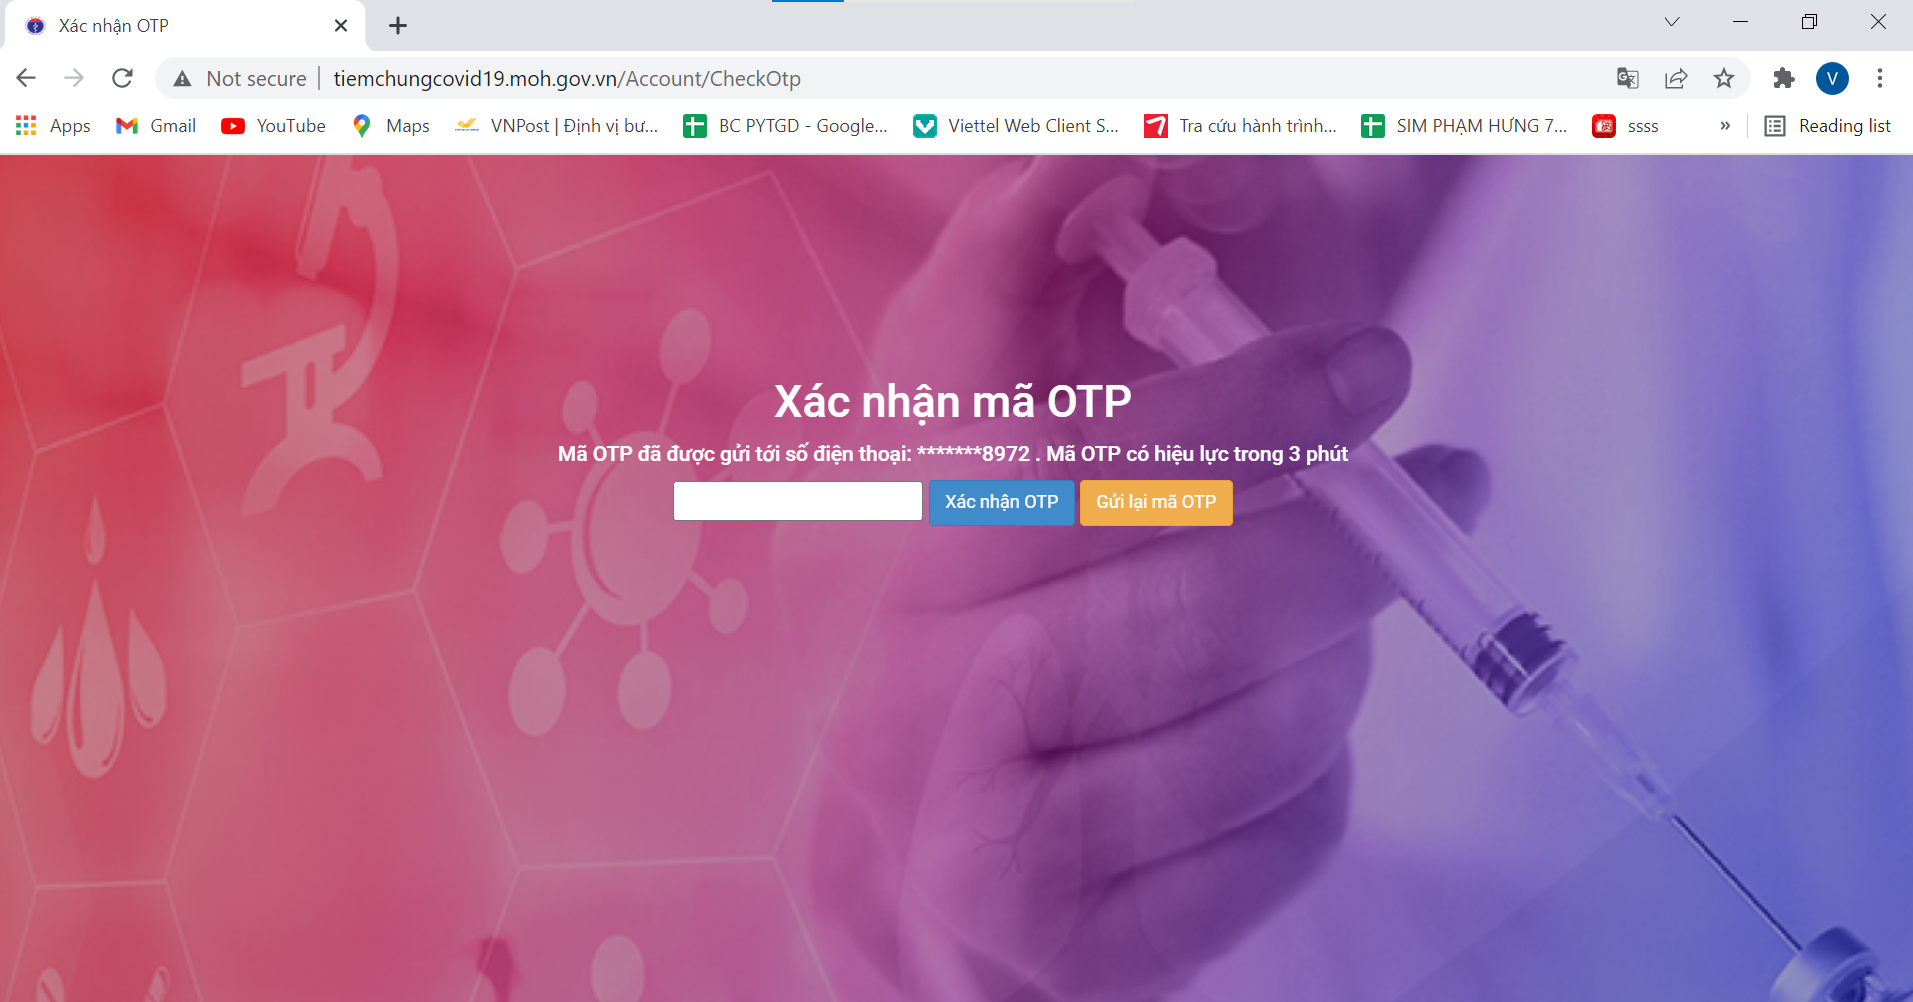 Xác nhận OTP
Not secure | tiemchungcovid19.moh.gov.vn/Account/CheckOtp
V
Apps Gmail YouTube Maps VNPost | Định vị bư... BC PYTGD - Google... Viettel Web Client S... Tra cứu hành trình... SIM PHẠM HƯNG 7... ssss » Reading list
Xác nhận mã OTP
Mã OTP đã được gửi tới số điện thoại: *******8972 . Mã OTP có hiệu lực trong 3 phút
Xác nhận OTP Gửi lại mã OTP